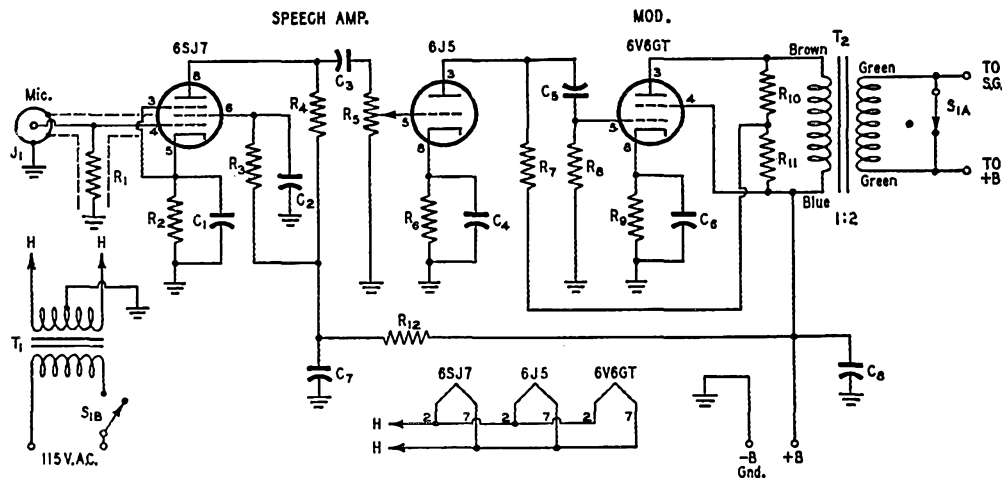 SPEECH AMP.
MOD.
6SJ7
6J5
6V6GT
T2
Brown
Green
TO
S.G.
Mic.
J1
8
3
6
4
5
C3
R4
R5
3
5
8
C5
3
4
5
8
R10
R11
S1A
R1
R2
C1
R3
C2
R6
C4
R7
R8
R9
C6
Blue
Green
1:2
TO
+B
H
H
T1
S1B
115 V. A.C.
R12
C7
C8
6SJ7
6J5
6V6GT
H
2
7
2
7
2
7
H
-B
Gnd.
+B